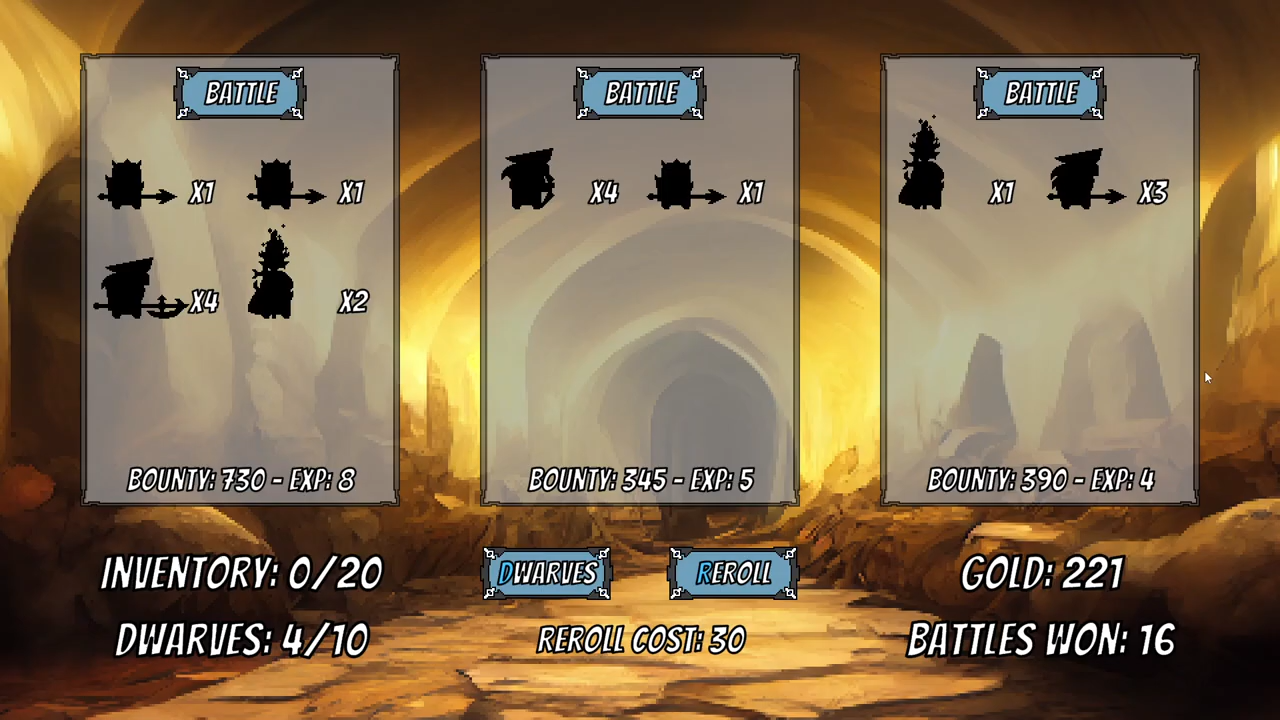 BATTLE
X1 X1
X4 X2
BOUNTY: 730 - EXP: 8
BATTLE
X4 X1
BOUNTY: 345 - EXP: 5
BATTLE
X1 X3
BOUNTY: 390 - EXP: 4
INVENTORY: 0/20
DWARVES: 4/10
DWARVES
REROLL
REROLL COST: 30
GOLD: 221
BATTLES WON: 16